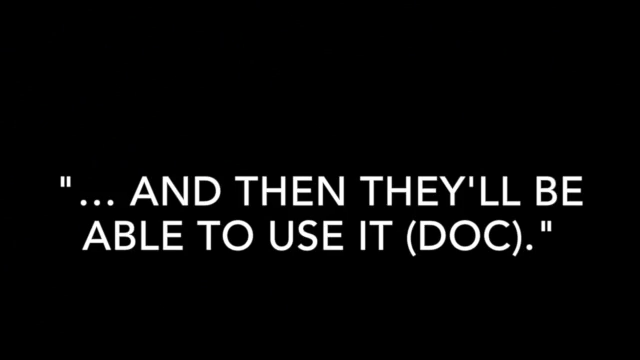 "... AND THEN THEY'LL BE
ABLE TO USE IT (DOC)."